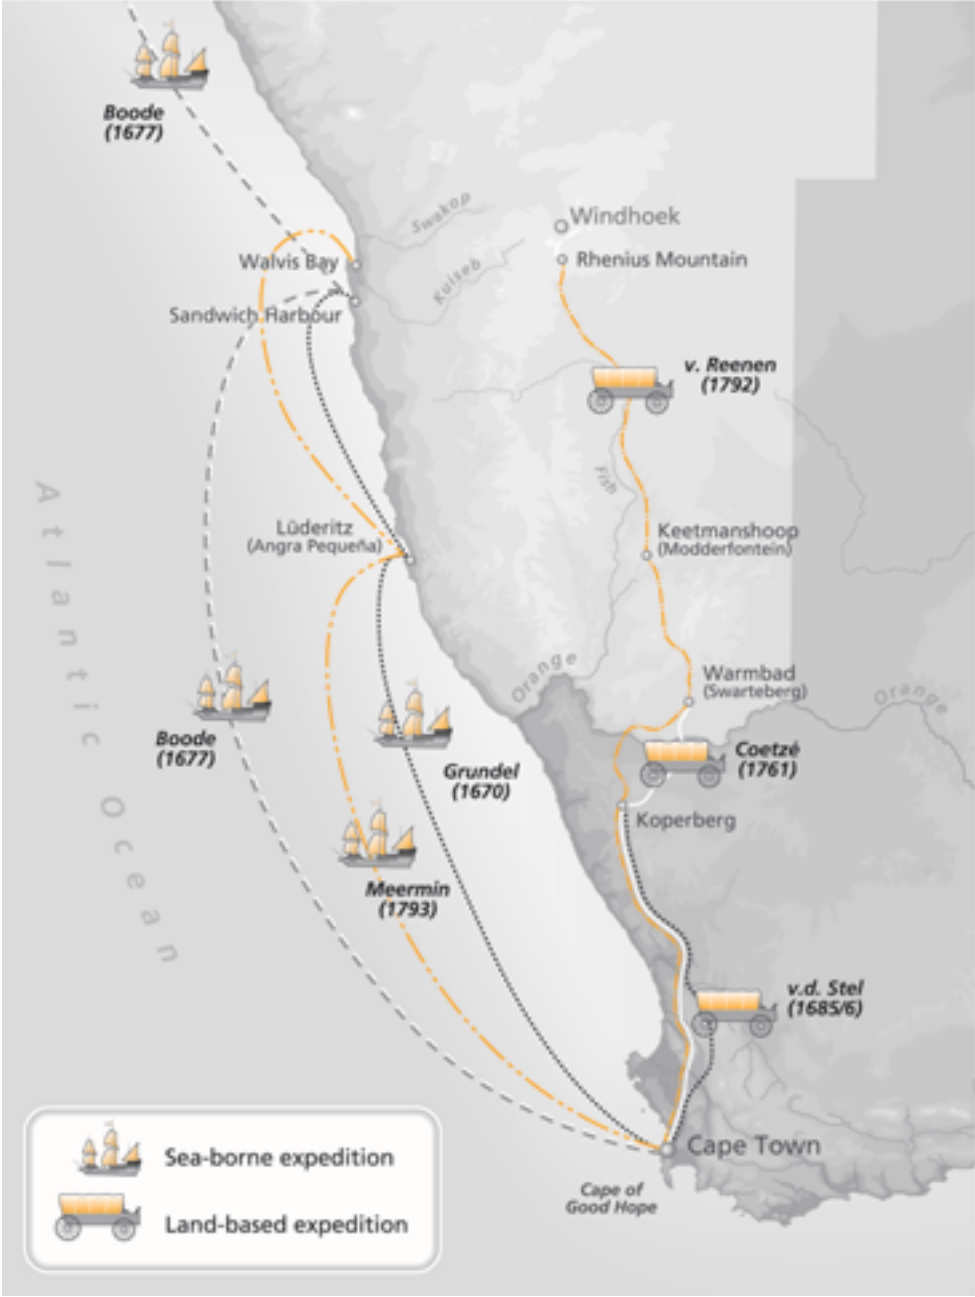 Boode
(1677)
Swakop
Windhoek
Walvis Bay
Rhenius Mountain
Kuiseb
Sandwich Harbour
v. Reenen
(1792)
Fish
Atlantic Ocean
Lüderitz
(Angra Pequeña)
Keetmanshoop
(Modderfontein)
Orange
Warmbad
(Swarteberg)
Orange
Boode
(1677)
Grundel
(1670)
Coetzé
(1761)
Koperberg
Meermin
(1793)
v.d. Stel
(1685/6)
Cape Town
Cape of
Good Hope
Sea-borne expedition
Land-based expedition